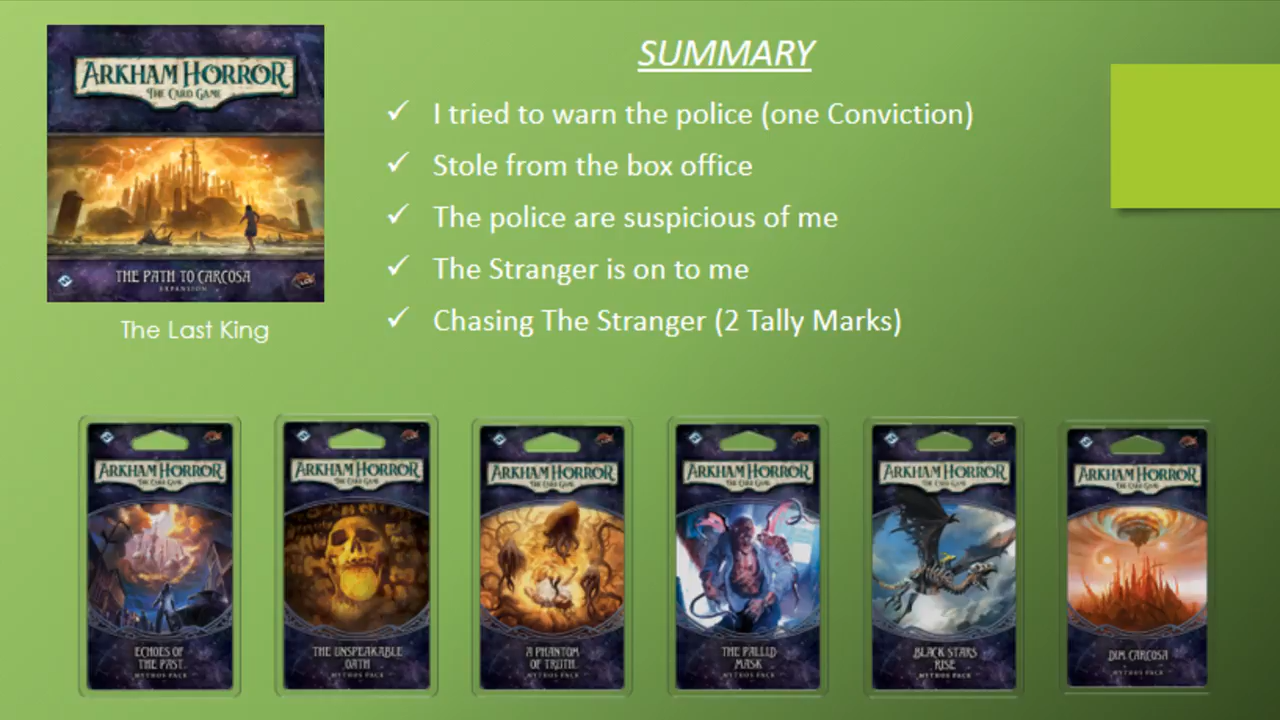 ARKHAM HORROR
THE CARD GAME
THE PATH TO CARCOSA
EXPANSION
The Last King
SUMMARY
✓ I tried to warn the police (one Conviction)
✓ Stole from the box office
✓ The police are suspicious of me
✓ The Stranger is on to me
✓ Chasing The Stranger (2 Tally Marks)
ARKHAM HORROR
THE CARD GAME
ECHOES OF
THE PAST
MYTHOS PACK
ARKHAM HORROR
THE CARD GAME
THE UNSPEAKABLE
OATH
MYTHOS PACK
ARKHAM HORROR
THE CARD GAME
A PHANTOM
OF TRUTH
MYTHOS PACK
ARKHAM HORROR
THE CARD GAME
THE PALLID
MASK
MYTHOS PACK
ARKHAM HORROR
THE CARD GAME
BLACK STARS
RISE
MYTHOS PACK
ARKHAM HORROR
THE CARD GAME
DIM CARCOSA
MYTHOS PACK